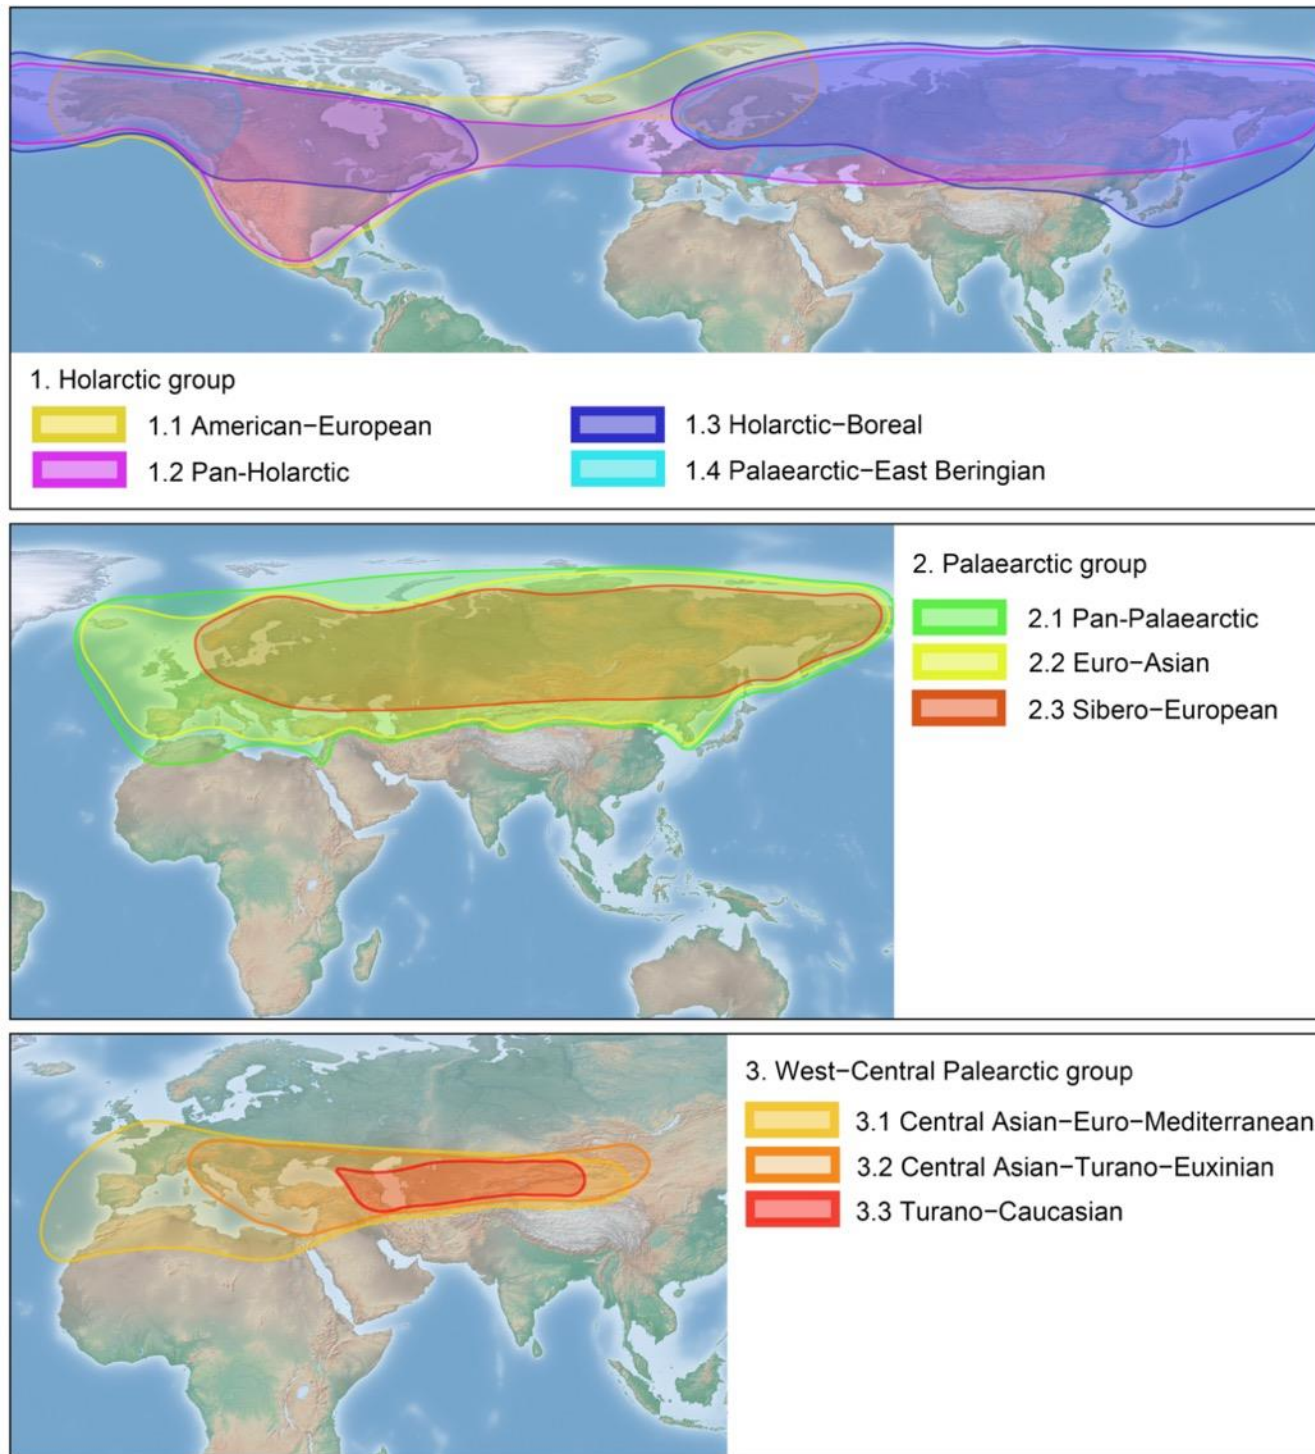 1. Holarctic group
1.1 American−European
1.2 Pan-Holarctic
1.3 Holarctic−Boreal
1.4 Palaearctic−East Beringian
2. Palaearctic group
2.1 Pan-Palaearctic
2.2 Euro−Asian
2.3 Sibero−European
3. West−Central Palearctic group
3.1 Central Asian−Euro−Mediterranean
3.2 Central Asian−Turano−Euxinian
3.3 Turano−Caucasian